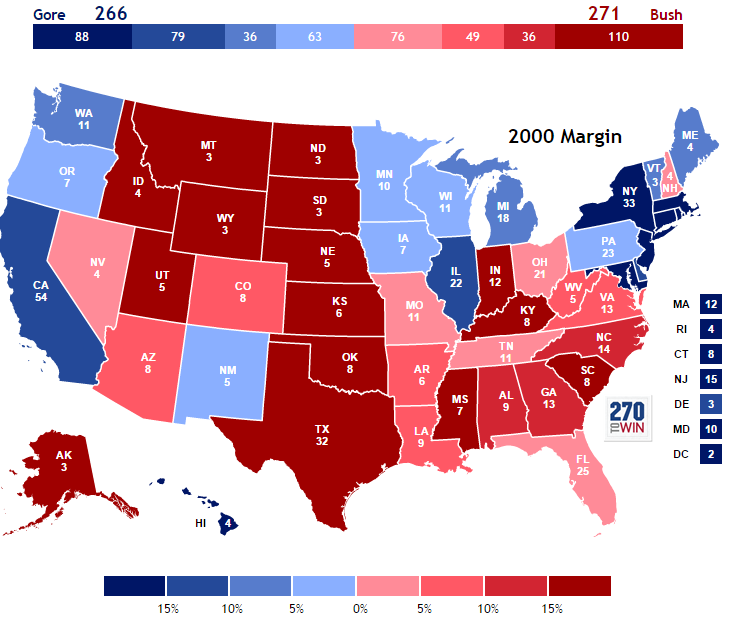 Gore 266 271 Bush
88 79 36 63 76 49 36 110
2000 Margin
WA
11
OR
7
CA
54
NV
4
ID
4
MT
3
WY
3
UT
5
AZ
8
CO
8
NM
5
ND
3
SD
3
NE
5
KS
6
OK
8
TX
32
MN
10
IA
7
MO
11
AR
6
LA
9
WI
11
IL
22
MI
18
IN
12
OH
21
KY
8
TN
11
MS
7
AL
9
GA
13
FL
25
SC
8
NC
14
VA
13
WV
5
PA
23
NY
33
VT
3
4
NH
ME
4
AK
3
HI 4
MA 12
RI 4
CT 8
NJ 15
DE 3
MD 10
DC 2
270
TO WIN
15% 10% 5% 0% 5% 10% 15%